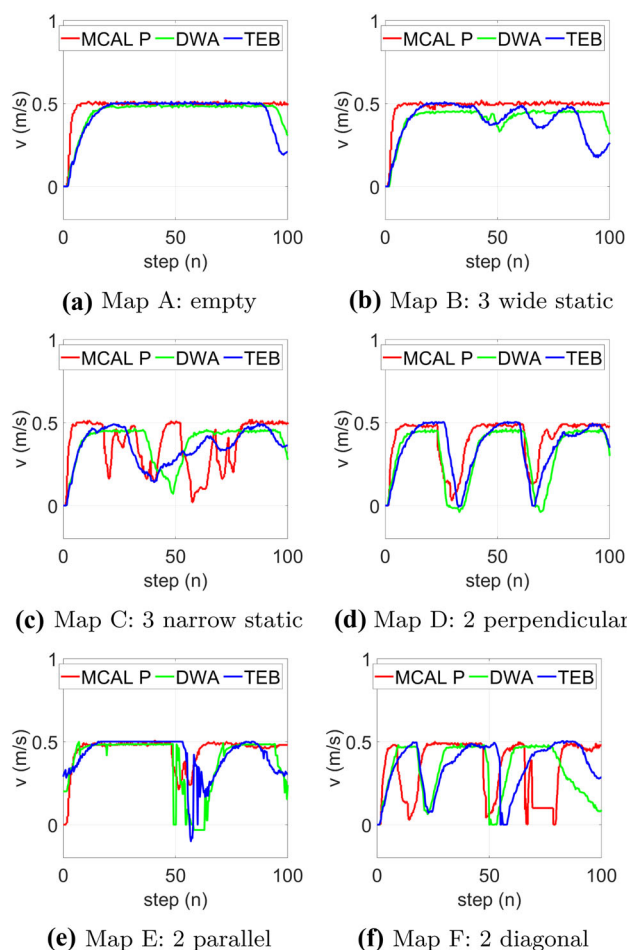 1
MCAL P DWA TEB
0.5
v (m/s)
0
0 50 100
step (n)
(a) Map A: empty
1
MCAL P DWA TEB
0.5
v (m/s)
0
0 50 100
step (n)
(b) Map B: 3 wide static
1
MCAL P DWA TEB
0.5
v (m/s)
0
0 50 100
step (n)
(c) Map C: 3 narrow static
1
MCAL P DWA TEB
0.5
v (m/s)
0
0 50 100
step (n)
(d) Map D: 2 perpendicular
1
MCAL P DWA TEB
0.5
v (m/s)
0
0 50 100
step (n)
(e) Map E: 2 parallel
1
MCAL P DWA TEB
0.5
v (m/s)
0
0 50 100
step (n)
(f) Map F: 2 diagonal